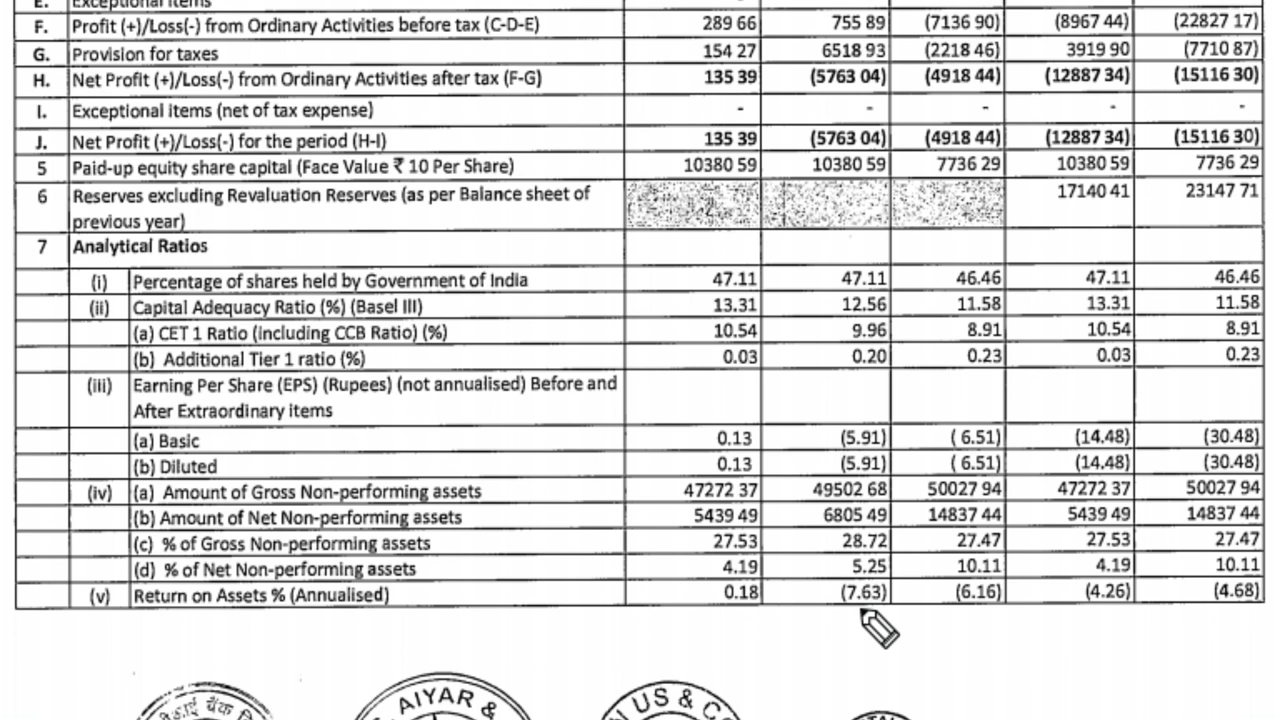 E. Exceptional items
F. Profit (+)/Loss(-) from Ordinary Activities before tax (C-D-E) 289 66 755 89 (7136 90) (8967 44) (22827 17)
G. Provision for taxes 154 27 6518 93 (2218 46) 3919 90 (7710 87)
H. Net Profit (+)/Loss(-) from Ordinary Activities after tax (F-G) 135 39 (5763 04) (4918 44) (12887 34) (15116 30)
I. Exceptional items (net of tax expense) - - - - -
J. Net Profit (+)/Loss(-) for the period (H-I) 135 39 (5763 04) (4918 44) (12887 34) (15116 30)
5 Paid-up equity share capital (Face Value ₹ 10 Per Share) 10380 59 10380 59 7736 29 10380 59 7736 29
6 Reserves excluding Revaluation Reserves (as per Balance sheet of 17140 41 23147 71
previous year)
7 Analytical Ratios
(i) Percentage of shares held by Government of India 47.11 47.11 46.46 47.11 46.46
(ii) Capital Adequacy Ratio (%) (Basel III) 13.31 12.56 11.58 13.31 11.58
(a) CET 1 Ratio (including CCB Ratio) (%) 10.54 9.96 8.91 10.54 8.91
(b) Additional Tier 1 ratio (%) 0.03 0.20 0.23 0.03 0.23
(iii) Earning Per Share (EPS) (Rupees) (not annualised) Before and
After Extraordinary items
(a) Basic 0.13 (5.91) ( 6.51) (14.48) (30.48)
(b) Diluted 0.13 (5.91) ( 6.51) (14.48) (30.48)
(iv) (a) Amount of Gross Non-performing assets 47272 37 49502 68 50027 94 47272 37 50027 94
(b) Amount of Net Non-performing assets 5439 49 6805 49 14837 44 5439 49 14837 44
(c) % of Gross Non-performing assets 27.53 28.72 27.47 27.53 27.47
(d) % of Net Non-performing assets 4.19 5.25 10.11 4.19 10.11
(v) Return on Assets % (Annualised) 0.18 (7.63) (6.16) (4.26) (4.68)
बैंक AIYAR & US & CO